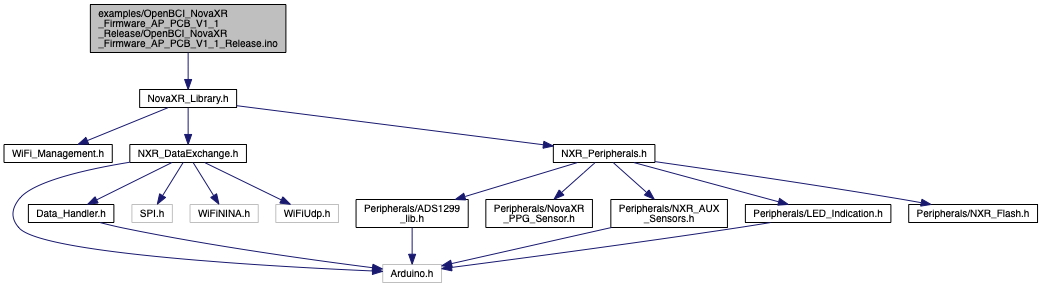 examples/OpenBCI_NovaXR
_Firmware_AP_PCB_V1_1
_Release/OpenBCI_NovaXR
_Firmware_AP_PCB_V1_1_Release.ino
NovaXR_Library.h
WiFi_Management.h
NXR_DataExchange.h
NXR_Peripherals.h
Data_Handler.h
SPI.h
WiFiNINA.h
WiFiUdp.h
Peripherals/ADS1299
_lib.h
Peripherals/NovaXR
_PPG_Sensor.h
Peripherals/NXR_AUX
_Sensors.h
Peripherals/LED_Indication.h
Peripherals/NXR_Flash.h
Arduino.h